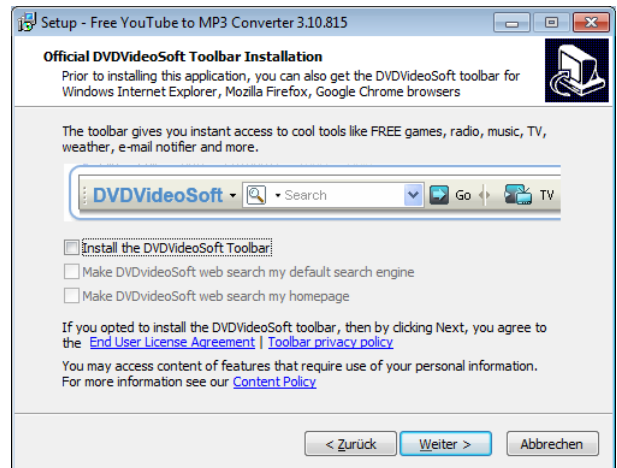 Setup - Free YouTube to MP3 Converter 3.10.815
Official DVDVideoSoft Toolbar Installation
Prior to installing this application, you can also get the DVDVideoSoft toolbar for
Windows Internet Explorer, Mozilla Firefox, Google Chrome browsers
The toolbar gives you instant access to cool tools like FREE games, radio, music, TV,
weather, e-mail notifier and more.
DVDVideoSoft Search Go TV
Install the DVDVideoSoft Toolbar
Make DVDvideoSoft web search my default search engine
Make DVDvideoSoft web search my homepage
If you opted to install the DVDVideoSoft toolbar, then by clicking Next, you agree to
the End User License Agreement | Toolbar privacy policy
You may access content of features that require use of your personal information.
For more information see our Content Policy
< Zurück Weiter > Abbrechen